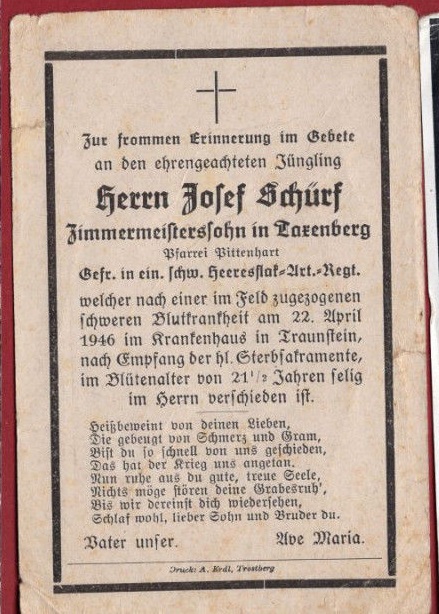 Zur frommen Erinnerung im Gebete
an den ehrengeachteten Jüngling
Herrn Josef Schürf
Zimmermeisterssohn in Taxenberg
Pfarrei Pittenhart
Gefr. in ein. schw. Heeresflak-Art.-Regt.
welcher nach einer im Feld zugezogenen
schweren Blutkrankheit am 22. April
1946 im Krankenhaus in Traunstein,
nach Empfang der hl. Sterbsakramente,
im Blütenalter von 21 1/2 Jahren selig
im Herrn verschieden ist.
Heißbeweint von deinen Lieben,
Die gebeugt von Schmerz und Gram,
Bist du so schnell von uns geschieden,
Das hat der Krieg uns angetan.
Nun ruhe aus du gute, treue Seele,
Nichts möge stören deine Grabesruh',
Bis wir dereinst dich wiedersehen,
Schlaf wohl, lieber Sohn und Bruder du.
Vater unser. Ave Maria.
Druck: A. Erdl, Trostberg